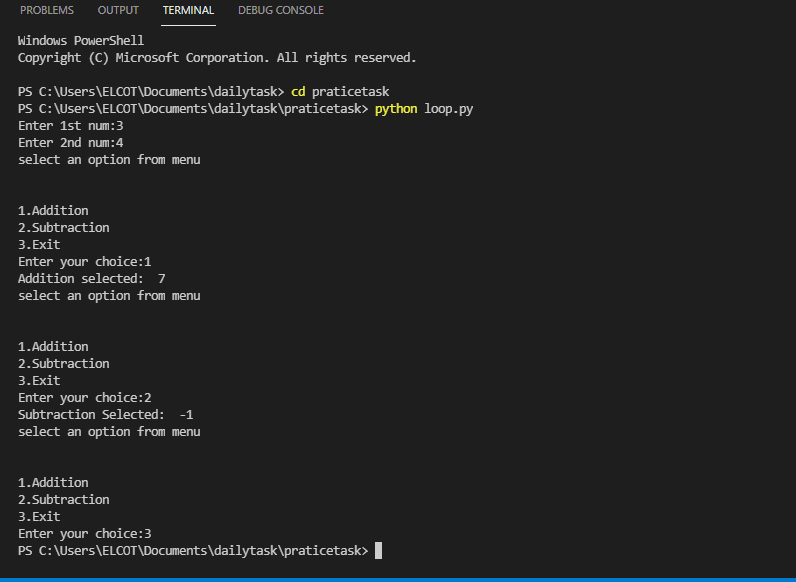 PROBLEMS OUTPUT TERMINAL DEBUG CONSOLE
Windows PowerShell
Copyright (C) Microsoft Corporation. All rights reserved.
PS C:\Users\ELCOT\Documents\dailytask> cd praticetask
PS C:\Users\ELCOT\Documents\dailytask\praticetask> python loop.py
Enter 1st num:3
Enter 2nd num:4
select an option from menu
1.Addition
2.Subtraction
3.Exit
Enter your choice:1
Addition selected:  7
select an option from menu
1.Addition
2.Subtraction
3.Exit
Enter your choice:2
Subtraction Selected:  -1
select an option from menu
1.Addition
2.Subtraction
3.Exit
Enter your choice:3
PS C:\Users\ELCOT\Documents\dailytask\praticetask>